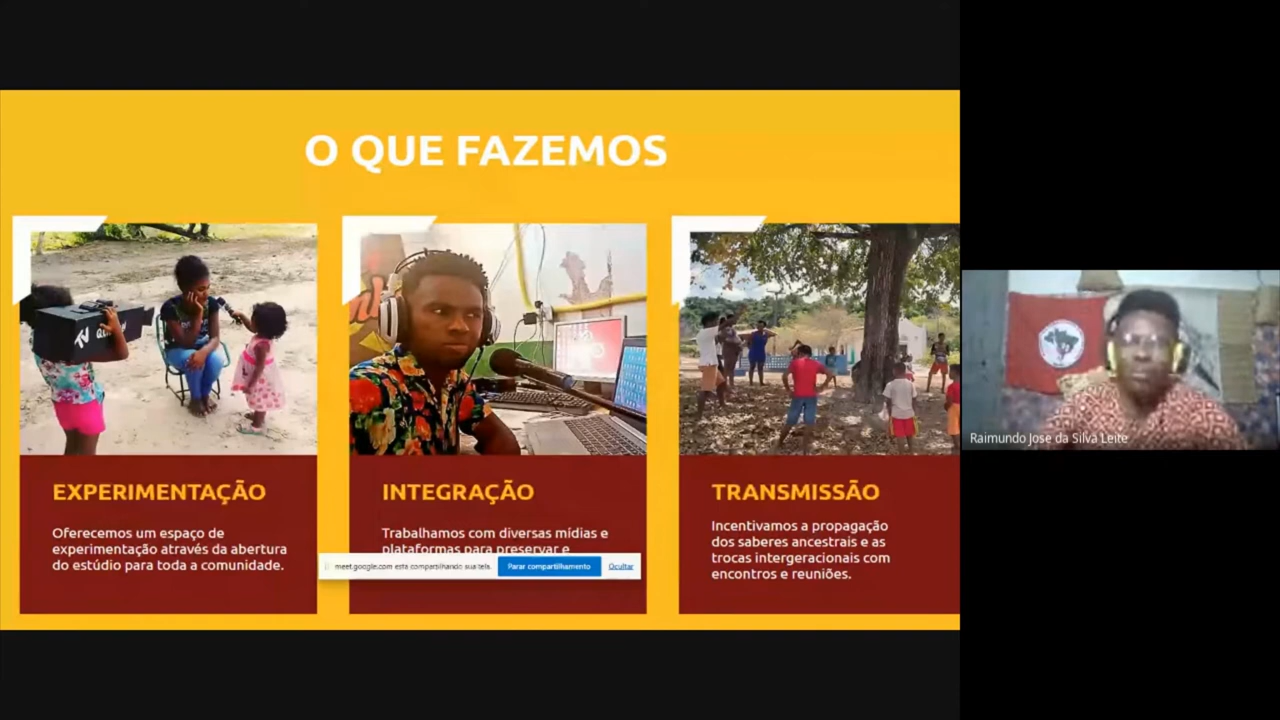 O QUE FAZEMOS
TV
EXPERIMENTAÇÃO
Oferecemos um espaço de
experimentação através da abertura
do estúdio para toda a comunidade.
INTEGRAÇÃO
Trabalhamos com diversas mídias e
plataformas para preservar e
meet.google.com está compartilhando sua tela.
Parar compartilhamento
Ocultar
TRANSMISSÃO
Incentivamos a propagação
dos saberes ancestrais e as
trocas intergeracionais com
encontros e reuniões.
Raimundo Jose da Silva Leite